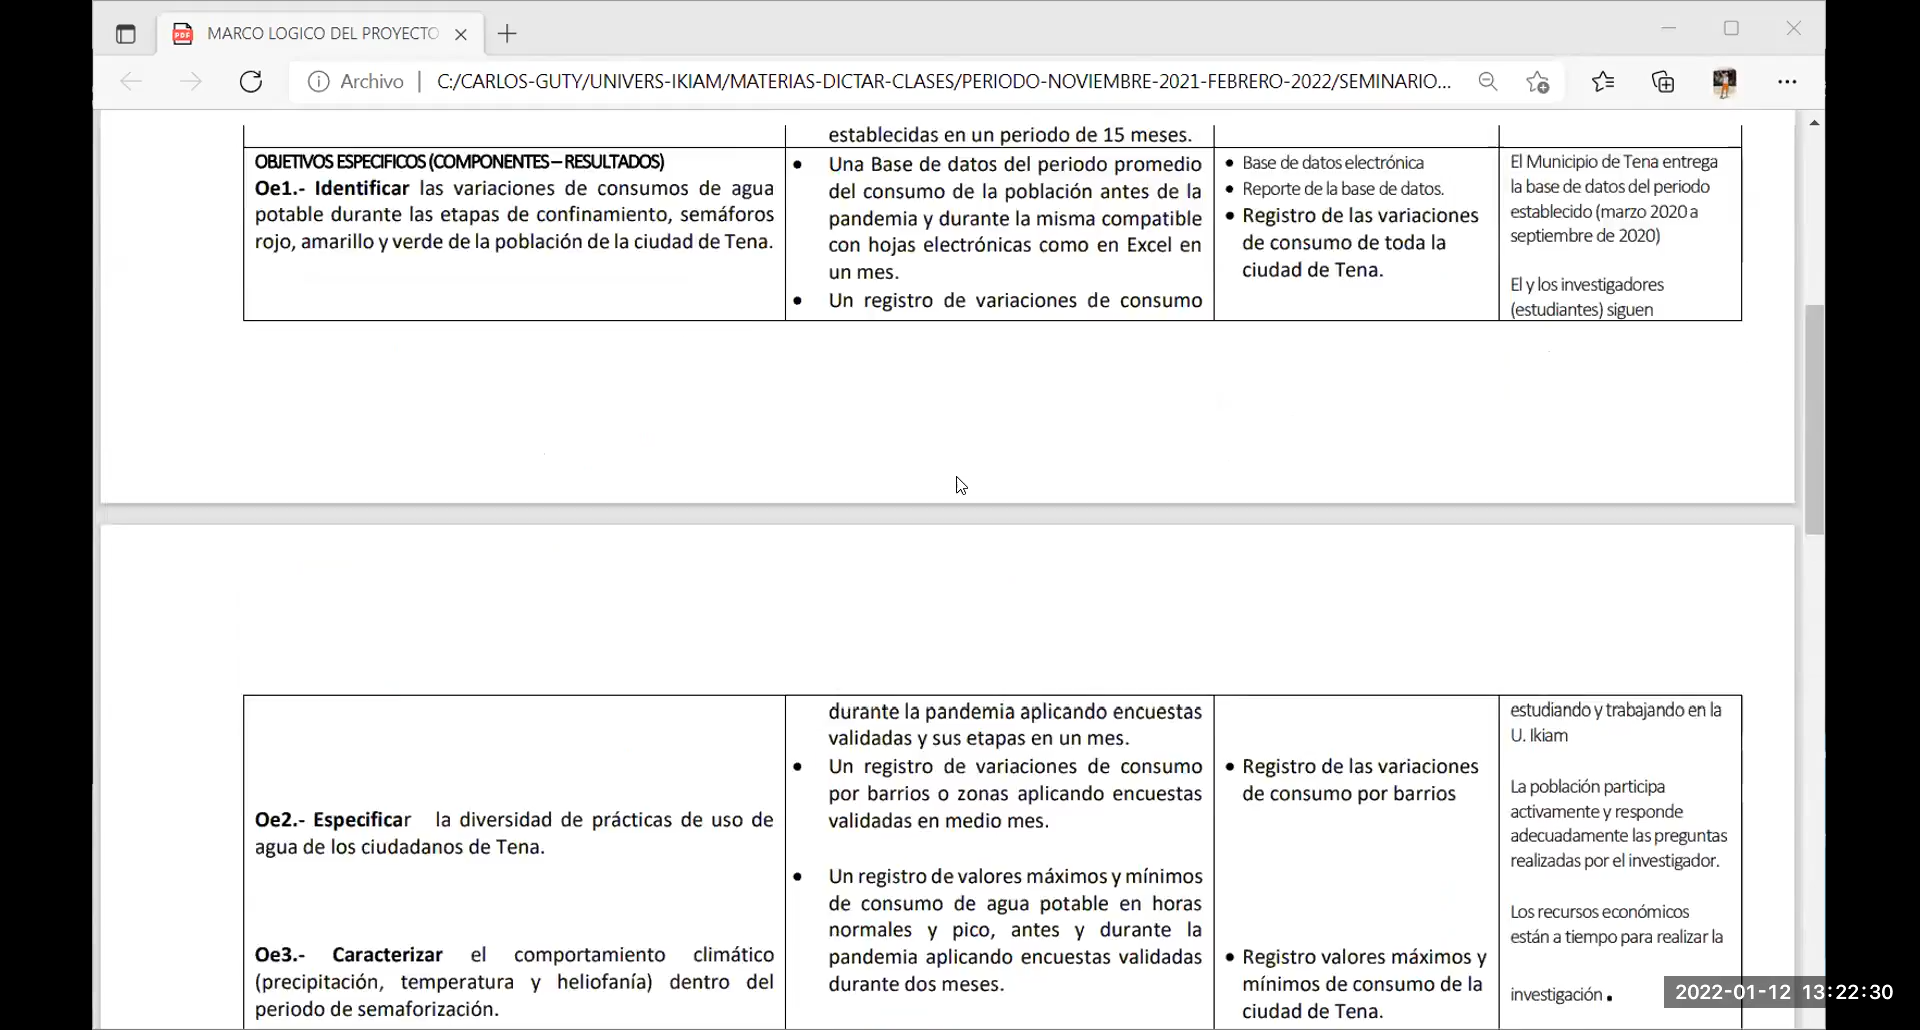 MARCO LOGICO DEL PROYECTO
Archivo
C:/CARLOS-GUTY/UNIVERS-IKIAM/MATERIAS-DICTAR-CLASES/PERIODO-NOVIEMBRE-2021-FEBRERO-2022/SEMINARIO...
establecidas en un periodo de 15 meses.
OBJETIVOS ESPECIFICOS (COMPONENTES – RESULTADOS)
Oe1.- Identificar las variaciones de consumos de agua
potable durante las etapas de confinamiento, semáforos
rojo, amarillo y verde de la población de la ciudad de Tena.
• Una Base de datos del periodo promedio
del consumo de la población antes de la
pandemia y durante la misma compatible
con hojas electrónicas como en Excel en
un mes.
• Un registro de variaciones de consumo
• Base de datos electrónica
• Reporte de la base de datos.
• Registro de las variaciones
de consumo de toda la
ciudad de Tena.
El Municipio de Tena entrega
la base de datos del periodo
establecido (marzo 2020 a
septiembre de 2020)
El y los investigadores
(estudiantes) siguen
Oe2.- Especificar la diversidad de prácticas de uso de
agua de los ciudadanos de Tena.
Oe3.- Caracterizar el comportamiento climático
(precipitación, temperatura y heliofanía) dentro del
periodo de semaforización.
durante la pandemia aplicando encuestas
validadas y sus etapas en un mes.
• Un registro de variaciones de consumo
por barrios o zonas aplicando encuestas
validadas en medio mes.
• Un registro de valores máximos y mínimos
de consumo de agua potable en horas
normales y pico, antes y durante la
pandemia aplicando encuestas validadas
durante dos meses.
• Registro de las variaciones
de consumo por barrios
• Registro valores máximos y
mínimos de consumo de la
ciudad de Tena.
estudiando y trabajando en la
U. Ikiam
La población participa
activamente y responde
adecuadamente las preguntas
realizadas por el investigador.
Los recursos económicos
están a tiempo para realizar la
investigación.
2022-01-12 13:22:30